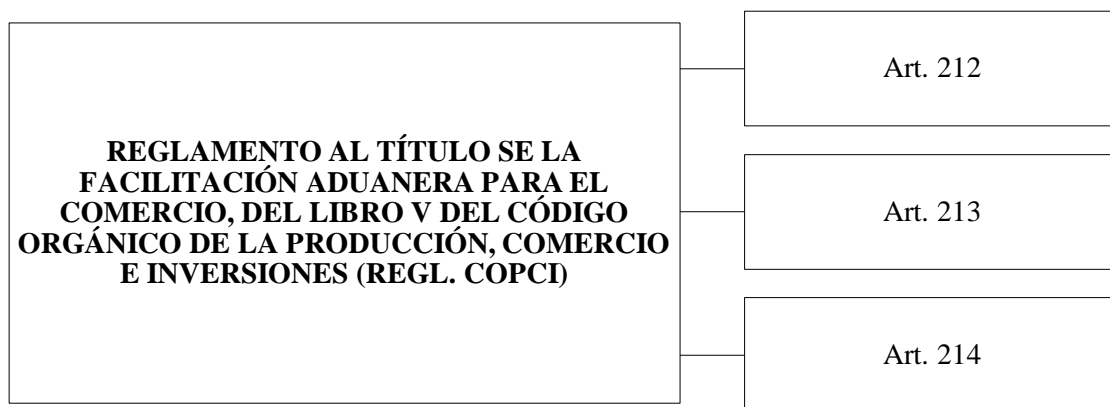 REGLAMENTO AL TÍTULO SE LA
FACILITACIÓN ADUANERA PARA EL
COMERCIO, DEL LIBRO V DEL CÓDIGO
ORGÁNICO DE LA PRODUCCIÓN, COMERCIO
E INVERSIONES (REGL. COPCI)
Art. 212
Art. 213
Art. 214